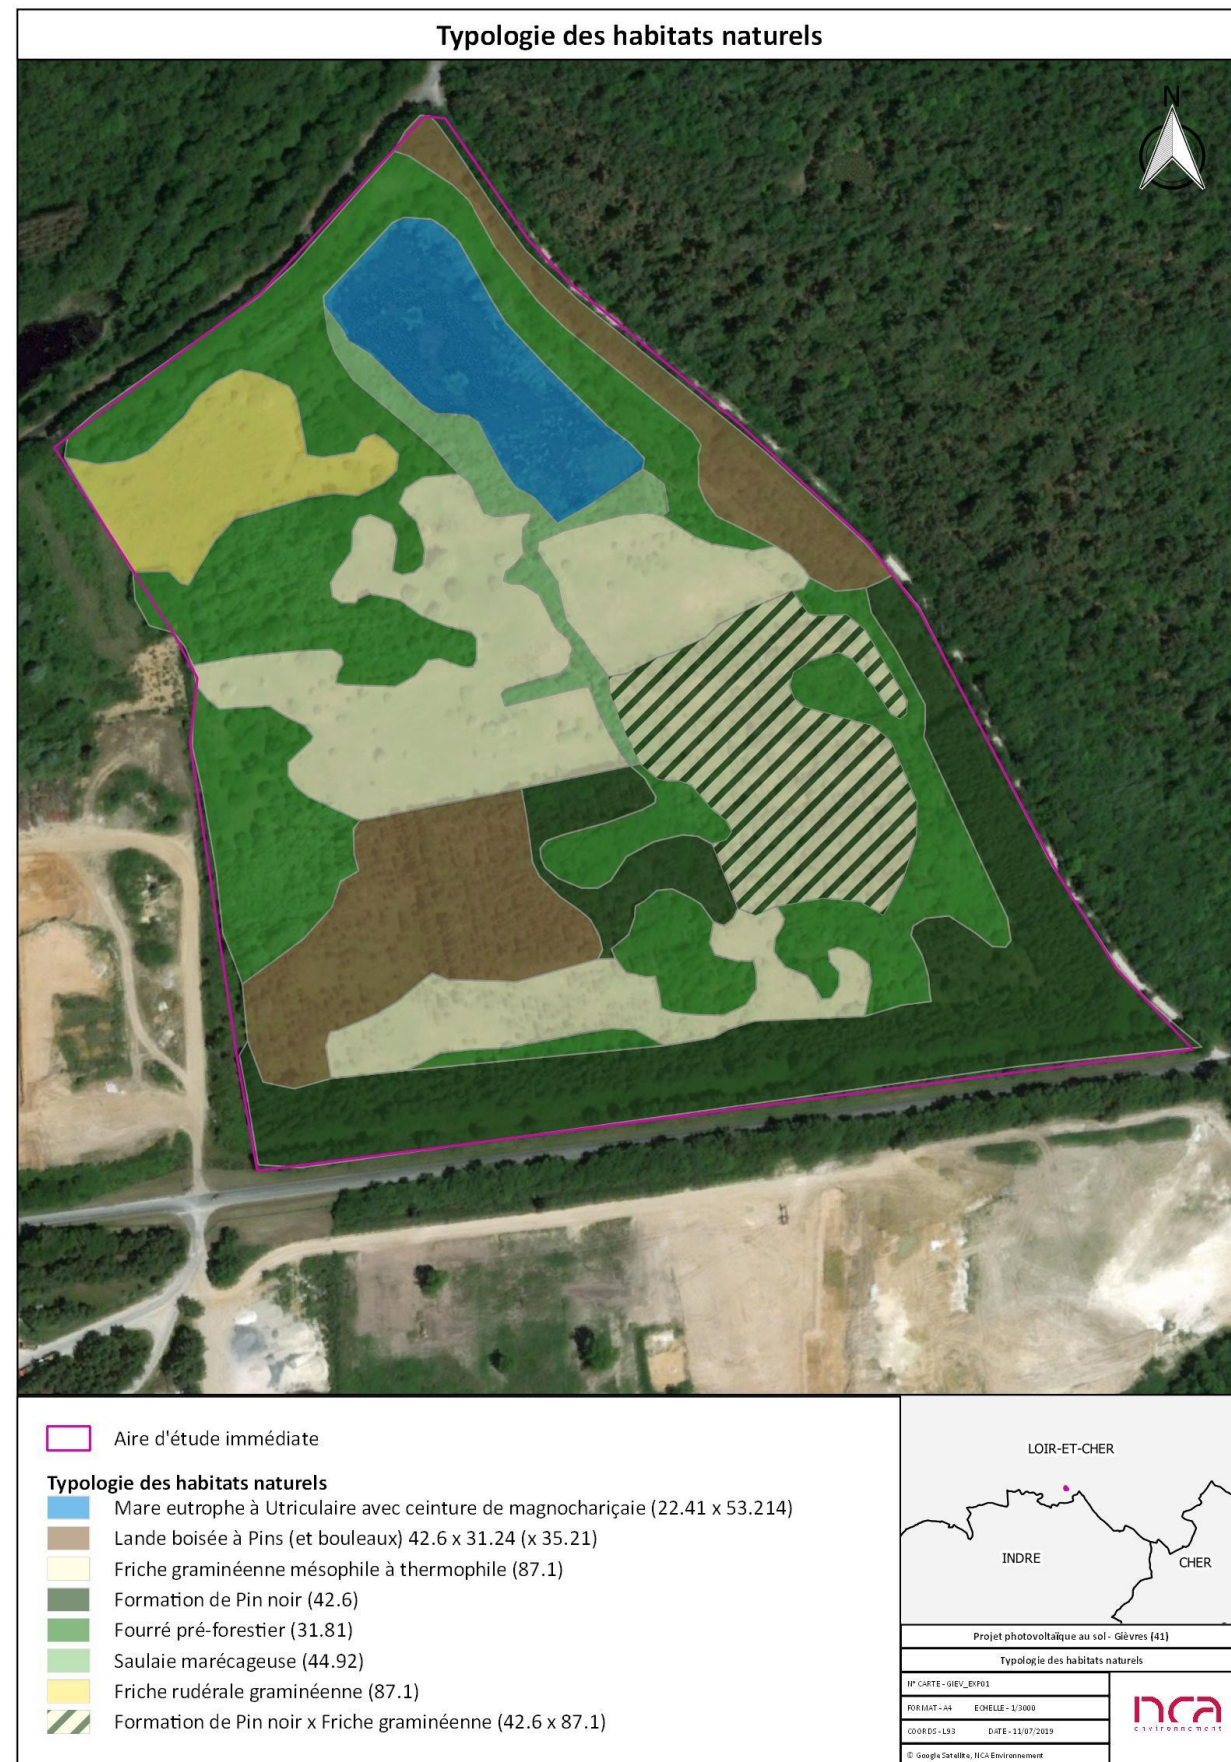 Typologie des habitats naturels
N
Aire d'étude immédiate
Typologie des habitats naturels
Mare eutrophe à Utriculaire avec ceinture de magnochariçaie (22.41 x 53.214)
Lande boisée à Pins (et bouleaux) 42.6 x 31.24 (x 35.21)
Friche graminéenne mésophile à thermophile (87.1)
Formation de Pin noir (42.6)
Fourré pré-forestier (31.81)
Saulaie marécageuse (44.92)
Friche rudérale graminéenne (87.1)
Formation de Pin noir x Friche graminéenne (42.6 x 87.1)
LOIR-ET-CHER
INDRE
CHER
Projet photovoltaïque au sol - Gièvres (41)
Typologie des habitats naturels
N° CARTE - GIEV_EXP01
FORMAT - A4 ECHELLE - 1/3000
COORDS - L93 DATE - 11/07/2019
© Google Satellite, NCA Environnement
nca
environnement